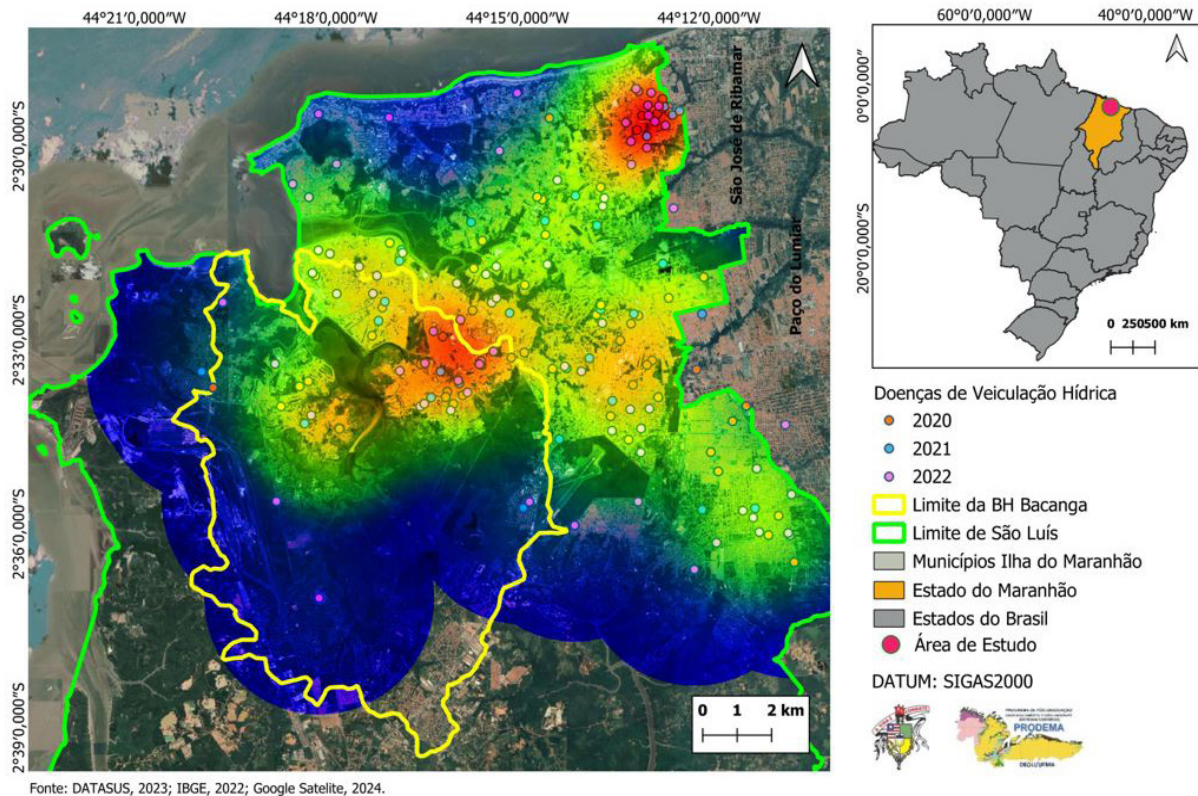 44°21'0,000"W 44°18'0,000"W 44°15'0,000"W 44°12'0,000"W
2°30'0,000"S
2°33'0,000"S
2°36'0,000"S
2°39'0,000"S
São José de Ribamar
Paço do Lumiar
0 1 2 km
60°0'0,000"W 40°0'0,000"W
0°0'0,000"
20°0'0,000"S
0 250500 km
Doenças de Veiculação Hídrica
2020
2021
2022
Limite da BH Bacanga
Limite de São Luís
Municípios Ilha do Maranhão
Estado do Maranhão
Estados do Brasil
Área de Estudo
DATUM: SIGAS2000
PRODEMA
Fonte: DATASUS, 2023; IBGE, 2022; Google Satelite, 2024.